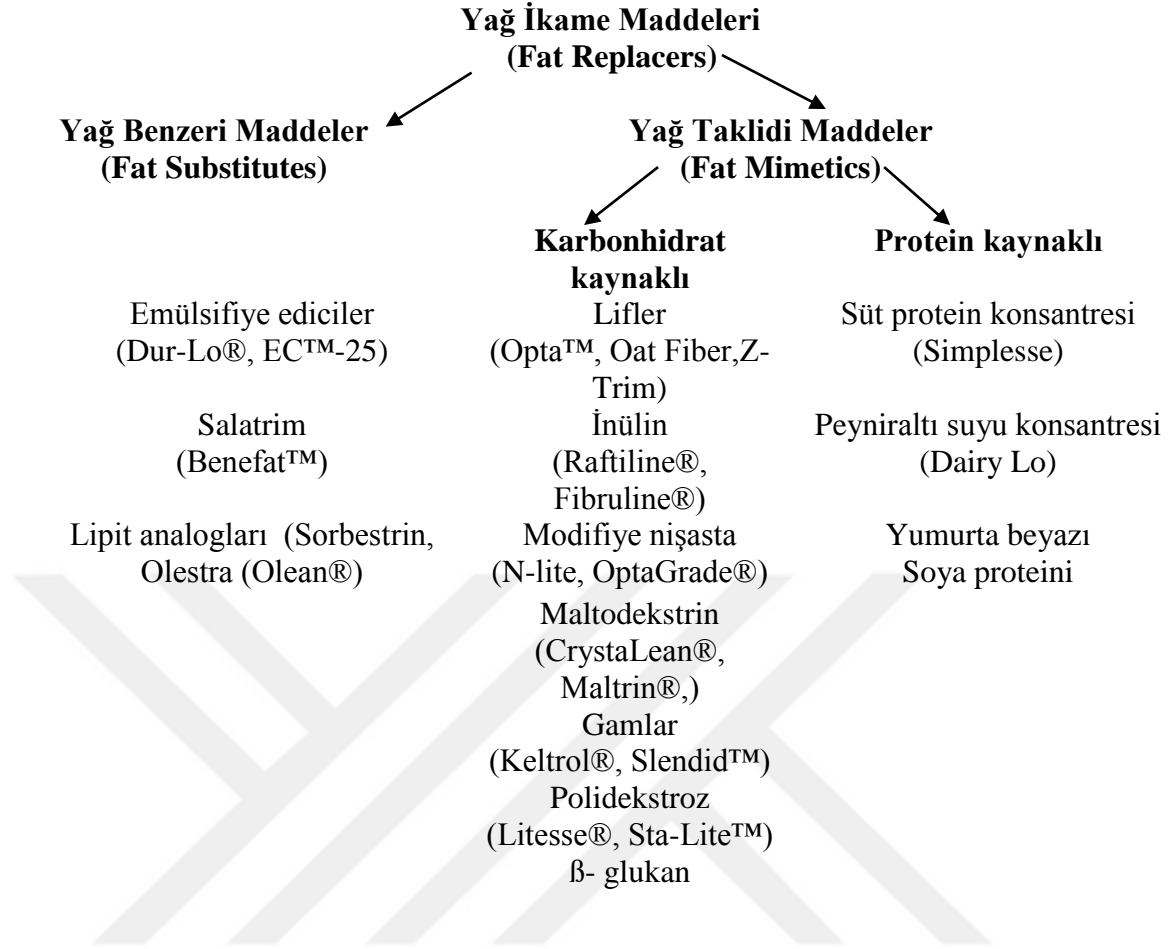 Yağ İkame Maddeleri
(Fat Replacers)
Yağ Benzeri Maddeler
(Fat Substitutes)
Yağ Taklidi Maddeler
(Fat Mimetics)
Karbonhidrat
kaynaklı
Protein kaynaklı
Emülsifiye ediciler
(Dur-Lo®, EC™-25)
Lifler
(Opta™, Oat Fiber,Z-
Trim)
Süt protein konsantresi
(Simplesse)
Salatrim
(Benefat™)
İnülin
(Raftiline®,
Fibruline®)
Peyniraltı suyu konsantresi
(Dairy Lo)
Lipit analogları  (Sorbestrin,
Olestra (Olean®)
Modifiye nişasta
(N-lite, OptaGrade®)
Yumurta beyazı
Soya proteini
Maltodekstrin
(CrystaLean®,
Maltrin®,)
Gamlar
(Keltrol®, Slendid™)
Polidekstroz
(Litesse®, Sta-Lite™)
ß- glukan